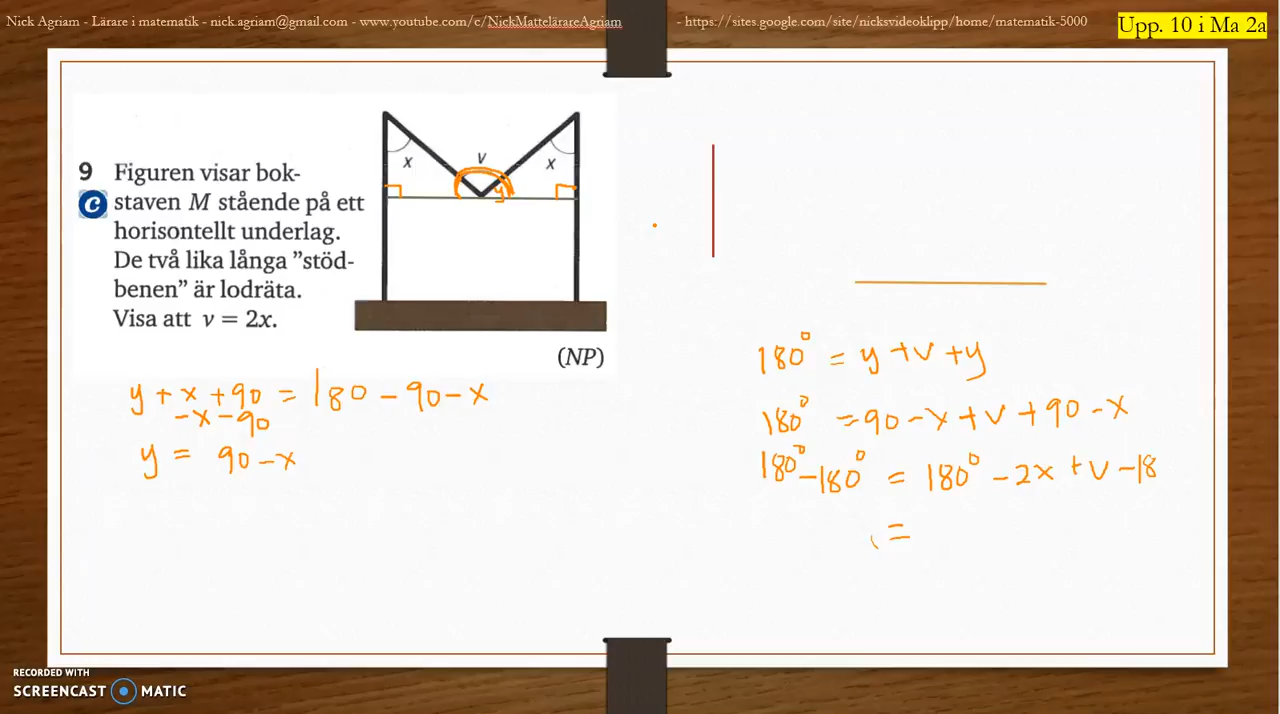 Nick Agriam - Lärare i matematik - nick.agriam@gmail.com - www.youtube.com/c/NickMattelärareAgriam - https://sites.google.com/site/nicksvideoklipp/home/matematik-5000
Upp. 10 i Ma 2a
9 Figuren visar bok-
C staven M stående på ett
horisontellt underlag.
De två lika långa ”stöd-
benen” är lodräta.
Visa att v = 2x.
x v x
y
(NP)
y + x + 90 = 180 - 90 - x
- x - 90
y = 90 - x
180° = y + v + y
180° = 90 - x + v + 90 - x
180° - 180° = 180° - 2x + v - 18
=
RECORDED WITH
SCREENCAST MATIC